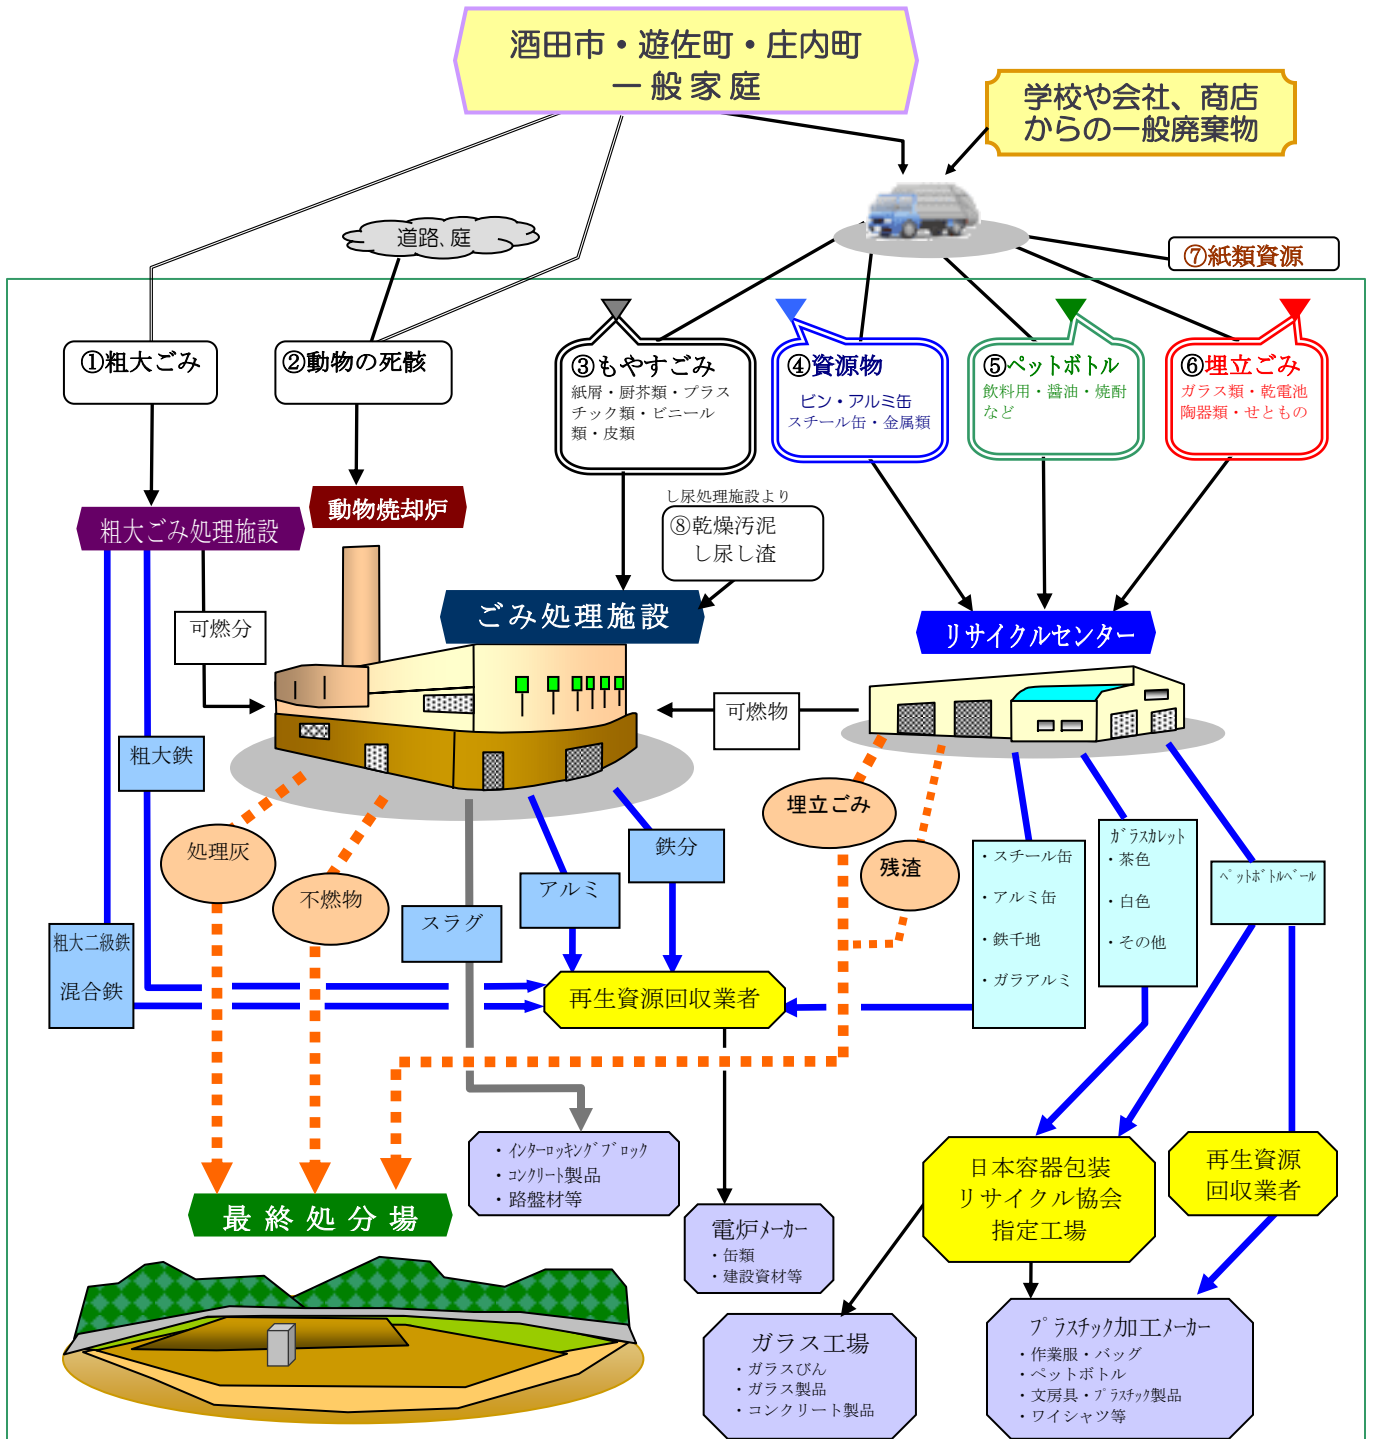 酒田市・遊佐町・庄内町
一般家庭
学校や会社、商店
からの一般廃棄物
道路、庭
⑦紙類資源
①粗大ごみ
②動物の死骸
③もやすごみ
紙屑・厨芥類・プラス
チック類・ビニール
類・皮類
④資源物
ビン・アルミ缶
スチール缶・金属類
⑤ペットボトル
飲料用・醤油・焼酎
など
⑥埋立ごみ
ガラス類・乾電池
陶器類・せともの
粗大ごみ処理施設
動物焼却炉
し尿処理施設より
⑧乾燥汚泥
し尿し渣
ごみ処理施設
リサイクルセンター
可燃分
可燃物
粗大鉄
処理灰
不燃物
スラグ
アルミ
鉄分
埋立ごみ
残渣
・スチール缶
・アルミ缶
・鉄千地
・ガラアルミ
ｶﾞﾗｽｶﾚｯﾄ
・茶色
・白色
・その他
ﾍﾟｯﾄﾎﾞﾄﾙﾍﾞｰﾙ
粗大二級鉄
混合鉄
再生資源回収業者
・ｲﾝﾀｰﾛｯｷﾝｸﾞﾌﾞﾛｯｸ
・ｺﾝｸﾘｰﾄ製品
・路盤材等
日本容器包装
リサイクル協会
指定工場
再生資源
回収業者
最終処分場
電炉ﾒｰｶｰ
・缶類
・建設資材等
ガラス工場
・ガラスびん
・ガラス製品
・コンクリート製品
ﾌﾟﾗｽﾁｯｸ加工ﾒｰｶｰ
・作業服・バッグ
・ペットボトル
・文房具・ﾌﾟﾗｽﾁｯｸ製品
・ワイシャツ等